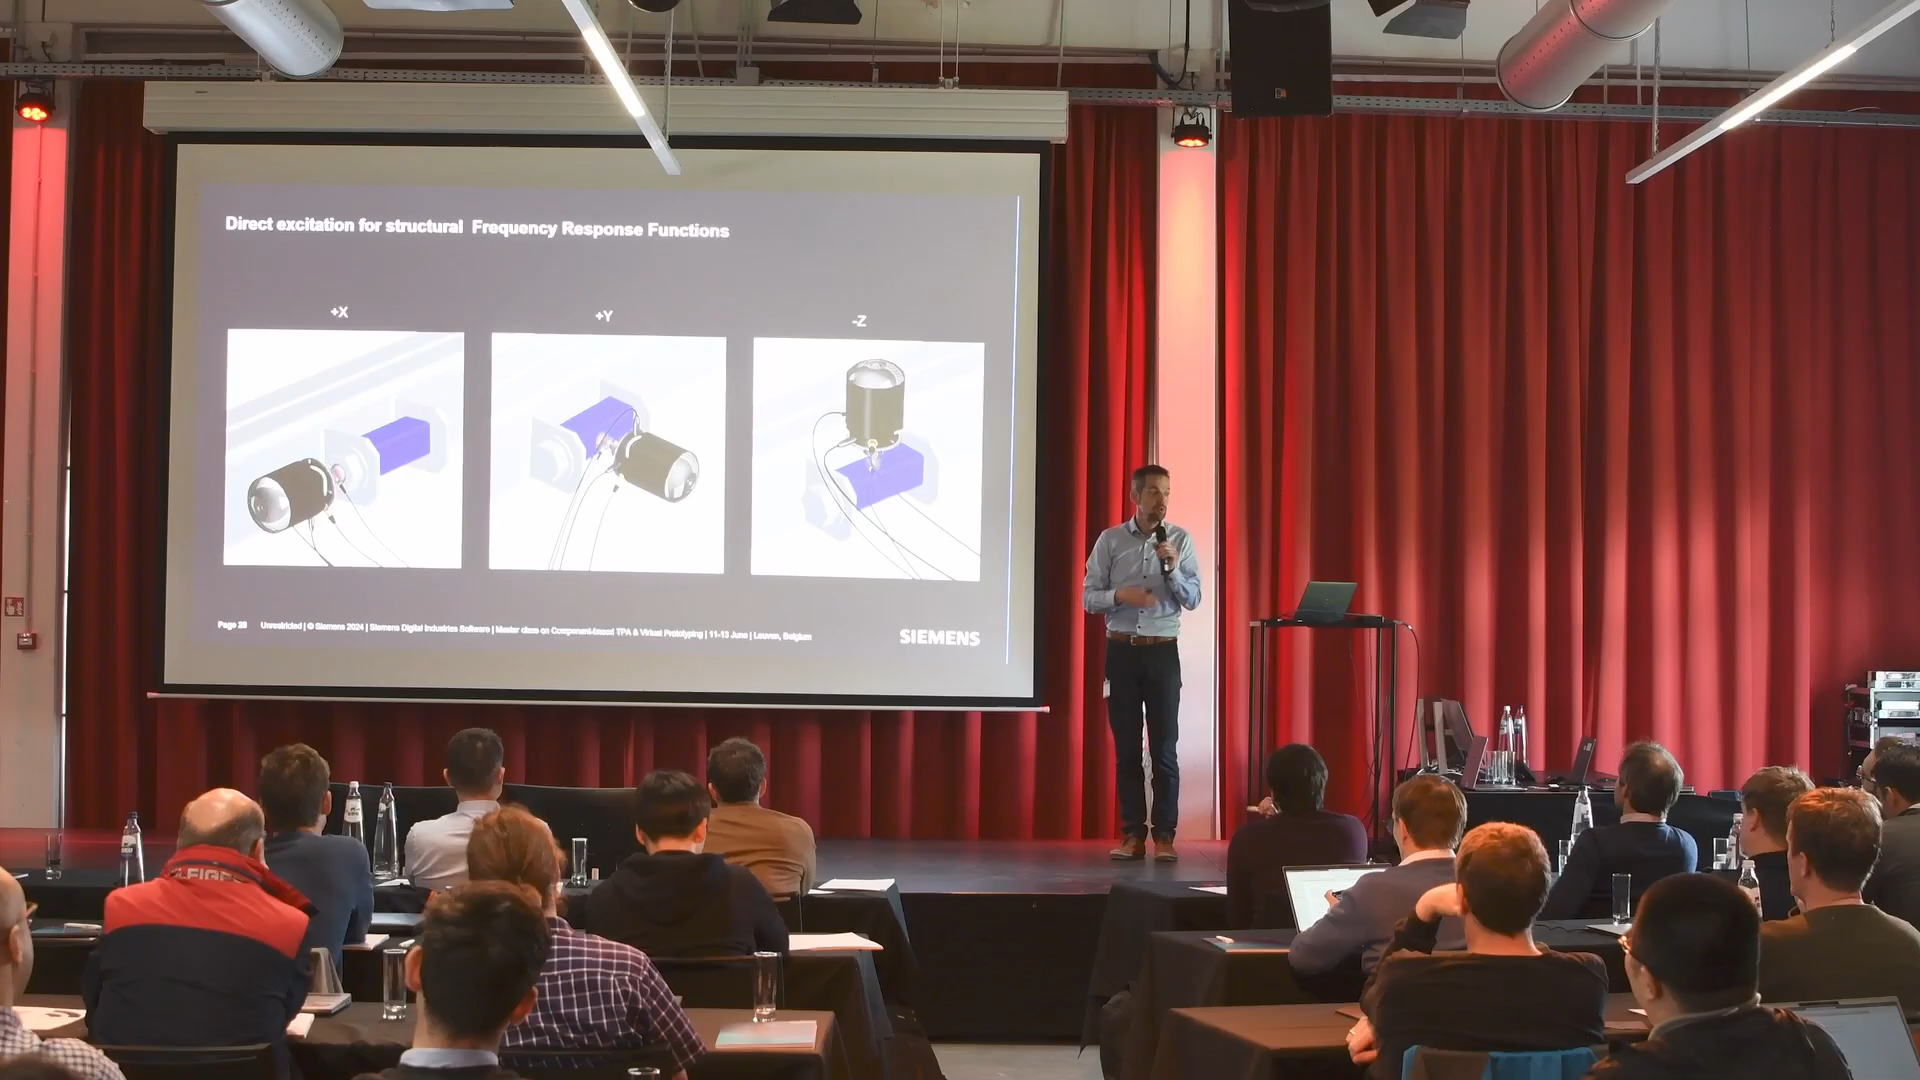 Direct excitation for structural Frequency Response Functions
+X
+Y
-Z
Page 29 Unrestricted | © Siemens 2024 | Siemens Digital Industries Software | Master class on Component-based TPA & Virtual Prototyping | 11-13 June | Leuven, Belgium
SIEMENS